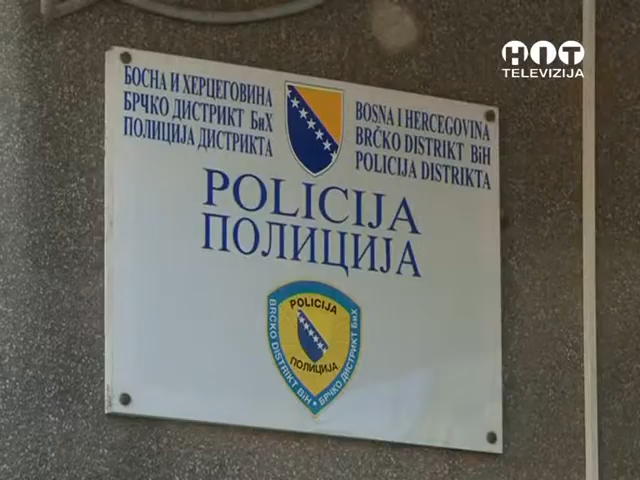 HIT
TELEVIZIJA
БОСНА И ХЕРЦЕГОВИНА
БРЧКО ДИСТРИКТ БиХ
ПОЛИЦИЈА ДИСТРИКТА
BOSNA I HERCEGOVINA
BRČKO DISTRIKT BiH
POLICIJA DISTRIKTA
POLICIJA
ПОЛИЦИЈА
POLICIJA
ПОЛИЦИЈА
BRČKO DISTRIKT BiH • БРЧКО ДИСТРИКТ БиХ